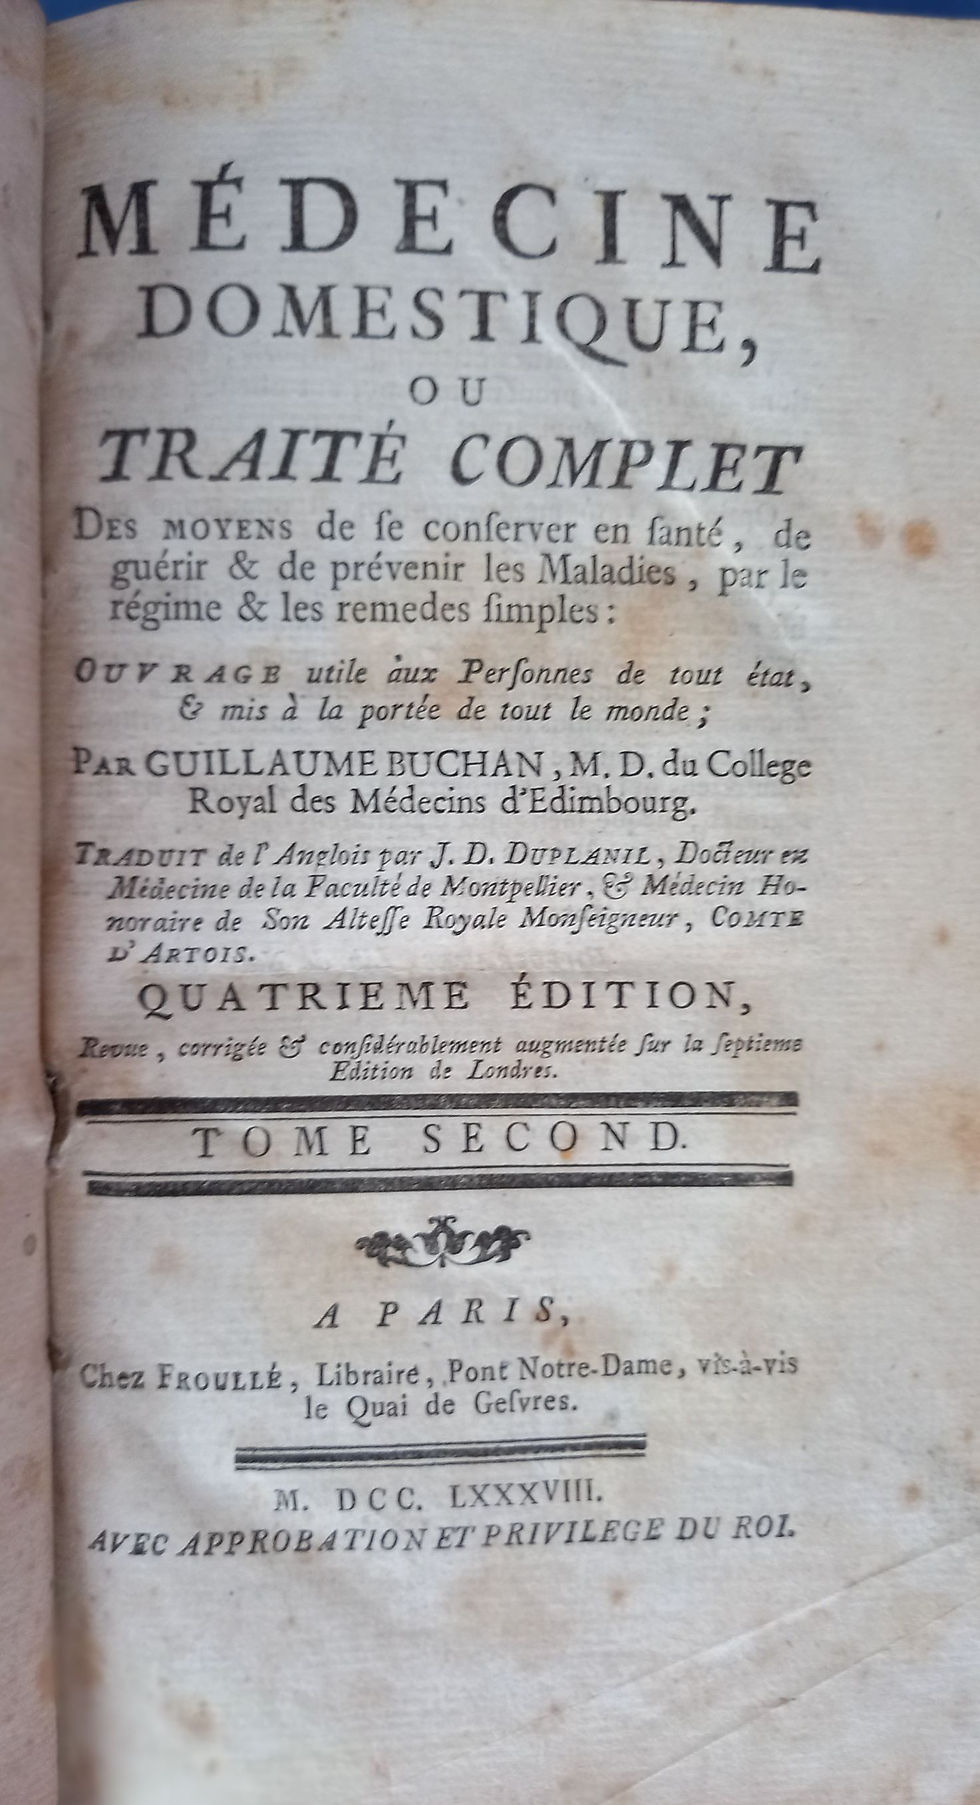 MÉDECINE
DOMESTIQUE,
OU
TRAITÉ COMPLET
DES MOYENS de ſe conſerver en ſanté, de
guérir & de prévenir les Maladies, par le
régime & les remedes ſimples:
OUVRAGE utile aux Perſonnes de tout état,
& mis à la portée de tout le monde;
PAR GUILLAUME BUCHAN, M. D. du College
Royal des Médecins d'Edimbourg.
TRADUIT de l'Anglois par J. D. DUPLANIL, Docteur en
Médecine de la Faculté de Montpellier, & Médecin Ho-
noraire de Son Alteſſe Royale Monſeigneur, COMTE
D'ARTOIS.
QUATRIEME ÉDITION,
Revue, corrigée & conſidérablement augmentée ſur la ſeptieme
Edition de Londres.
TOME SECOND.
A PARIS,
Chez FROULLÉ, Libraire, Pont Notre-Dame, vis-à-vis
le Quai de Geſvres.
M. DCC. LXXXVIII.
AVEC APPROBATION ET PRIVILEGE DU ROI.